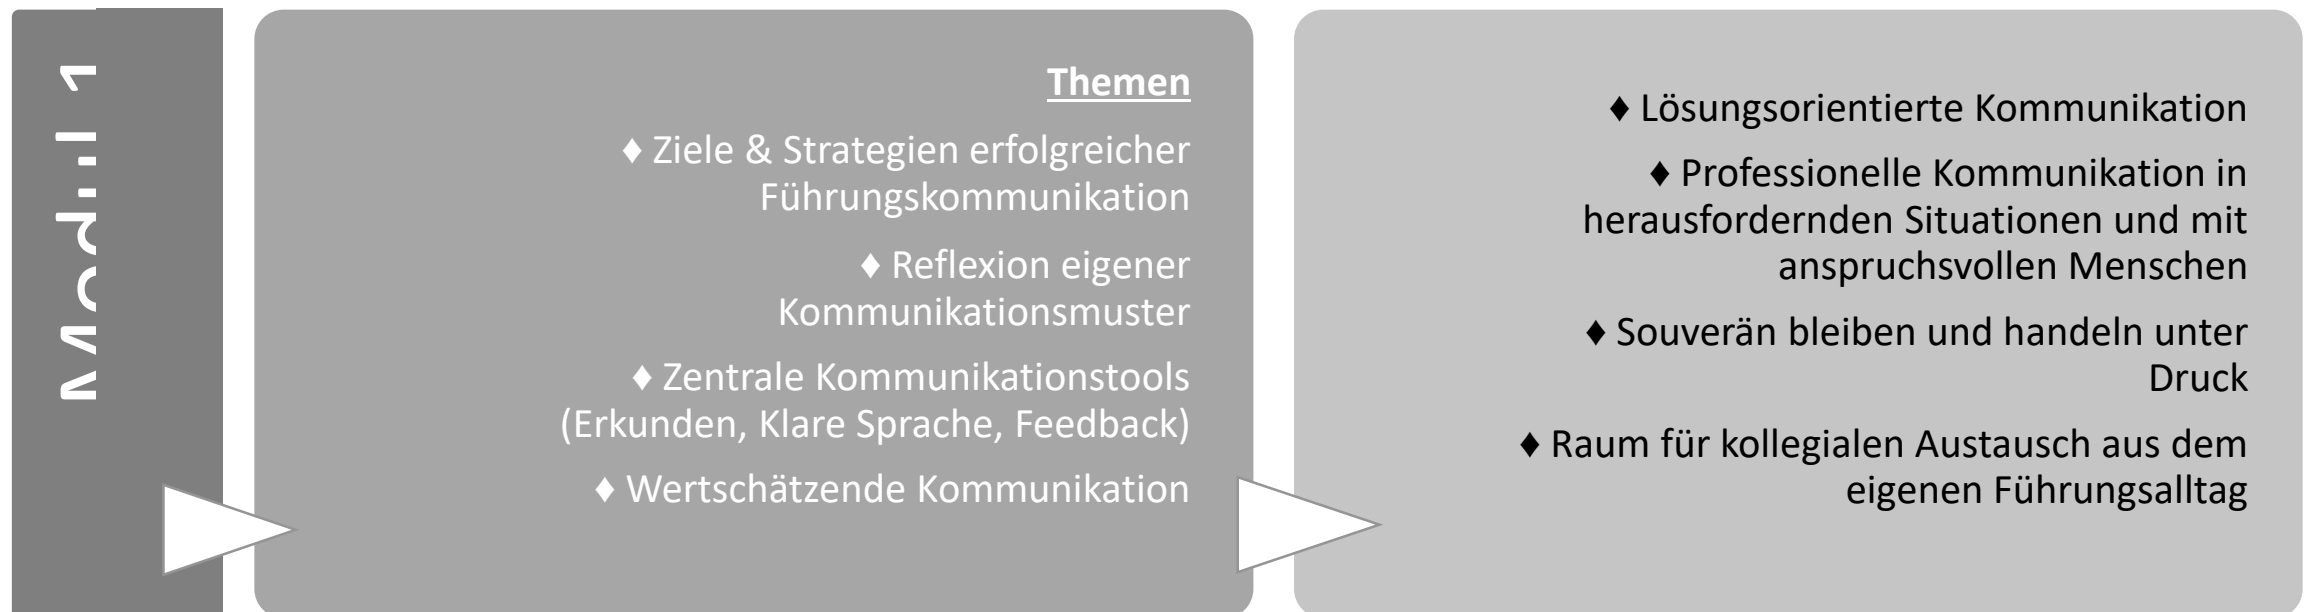 Modul 1
Themen
♦ Ziele & Strategien erfolgreicher
Führungskommunikation
♦ Reflexion eigener
Kommunikationsmuster
♦ Zentrale Kommunikationstools
(Erkunden, Klare Sprache, Feedback)
♦ Wertschätzende Kommunikation
♦ Lösungsorientierte Kommunikation
♦ Professionelle Kommunikation in
herausfordernden Situationen und mit
anspruchsvollen Menschen
♦ Souverän bleiben und handeln unter
Druck
♦ Raum für kollegialen Austausch aus dem
eigenen Führungsalltag